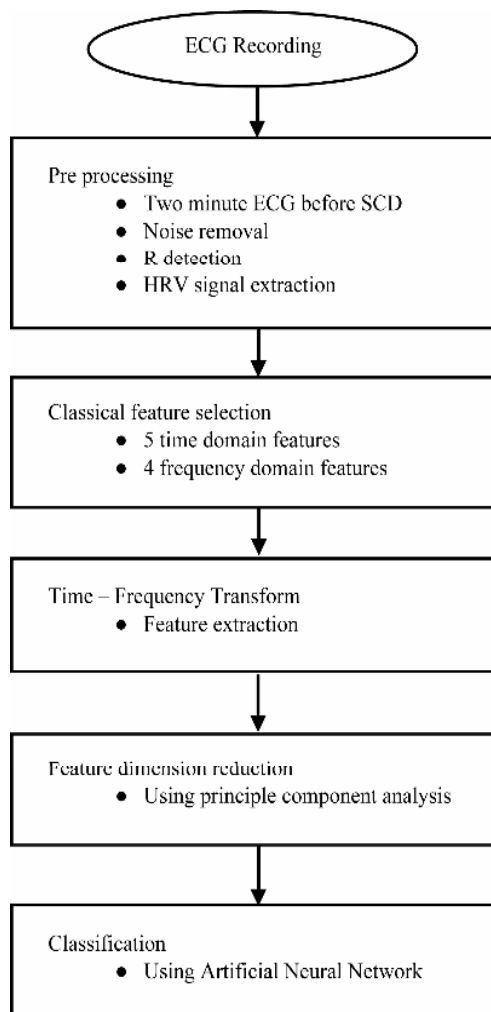 ECG Recording
Pre processing
● Two minute ECG before SCD
● Noise removal
● R detection
● HRV signal extraction
Classical feature selection
● 5 time domain features
● 4 frequency domain features
Time – Frequency Transform
● Feature extraction
Feature dimension reduction
● Using principle component analysis
Classification
● Using Artificial Neural Network